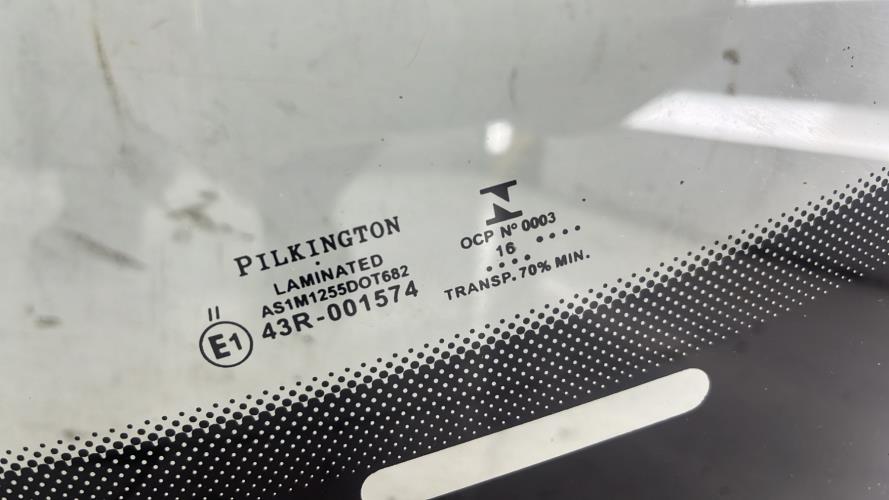 PILKINGTON
LAMINATED
AS1M1255DOT682
II
E1 43R-001574
OCP Nº 0003
16
TRANSP. 70% MIN.